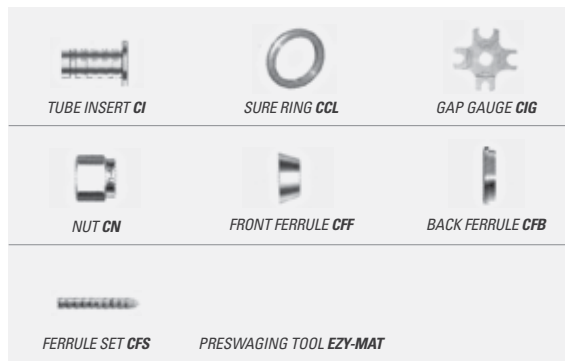 TUBE INSERT CI
SURE RING CCL
GAP GAUGE CIG
NUT CN
FRONT FERRULE CFF
BACK FERRULE CFB
FERRULE SET CFS
PRESWAGING TOOL EZY-MAT